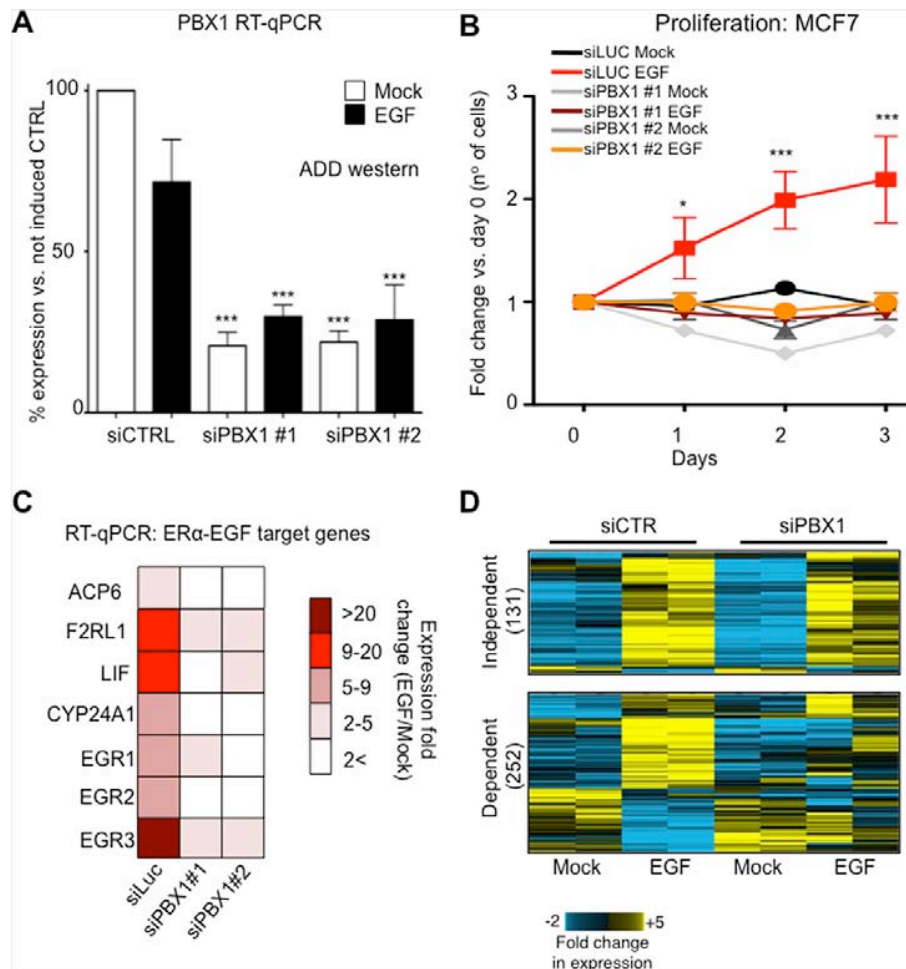 A
PBX1 RT-qPCR
% expression vs. not induced CTRL
100
50
0
Mock
EGF
ADD western
***
***
***
***
siCTRL
siPBX1 #1
siPBX1 #2
B
Proliferation: MCF7
siLUC Mock
siLUC EGF
siPBX1 #1 Mock
siPBX1 #1 EGF
siPBX1 #2 Mock
siPBX1 #2 EGF
Fold change vs. day 0 (nº of cells)
3
2
1
0
*
***
***
0
1
2
3
Days
C
RT-qPCR: ERα-EGF target genes
ACP6
F2RL1
LIF
CYP24A1
EGR1
EGR2
EGR3
siLuc
siPBX1#1
siPBX1#2
>20
9-20
5-9
2-5
2<
Expression fold
change (EGF/Mock)
D
siCTR
siPBX1
Independent
(131)
Dependent
(252)
Mock
EGF
Mock
EGF
-2
+5
Fold change
in expression